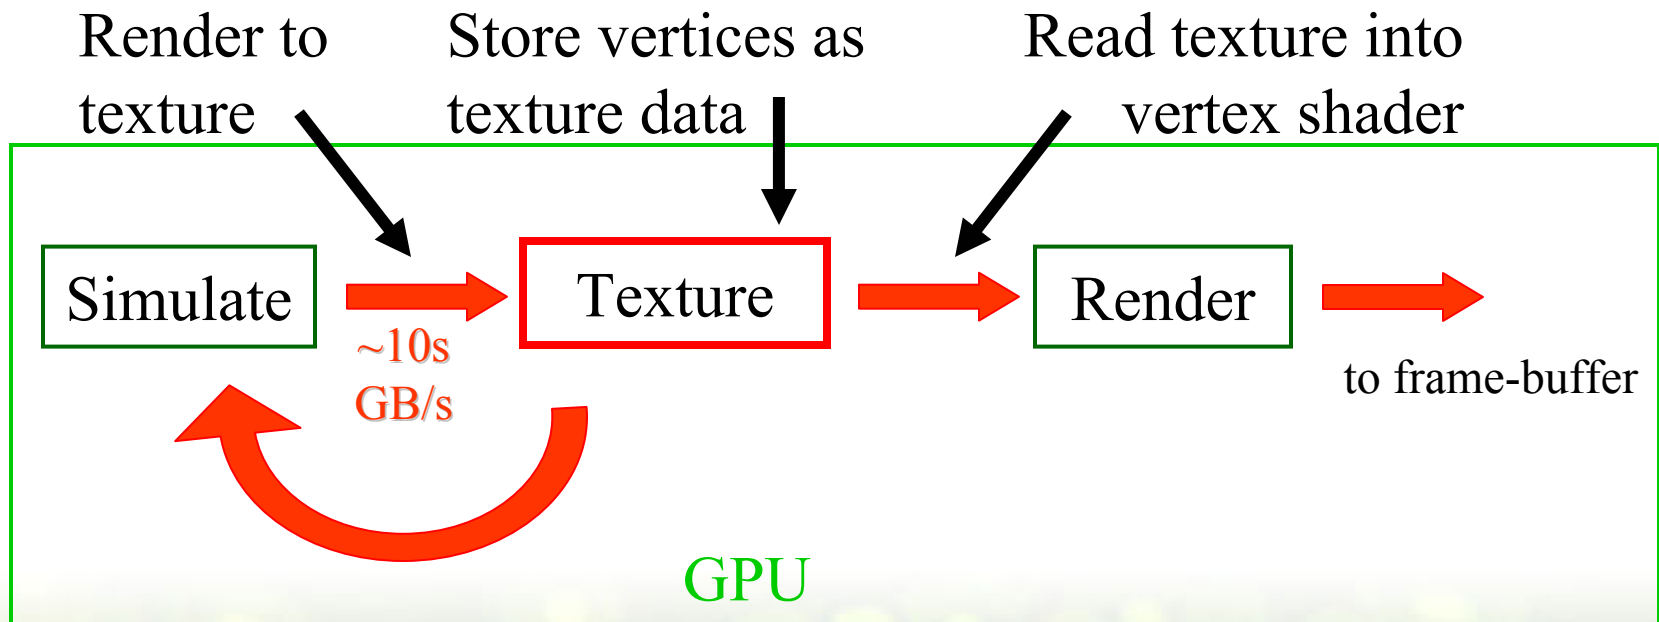 Render to
texture
Store vertices as
texture data
Read texture into
vertex shader
Simulate
Texture
Render
~10s
GB/s
to frame-buffer
GPU